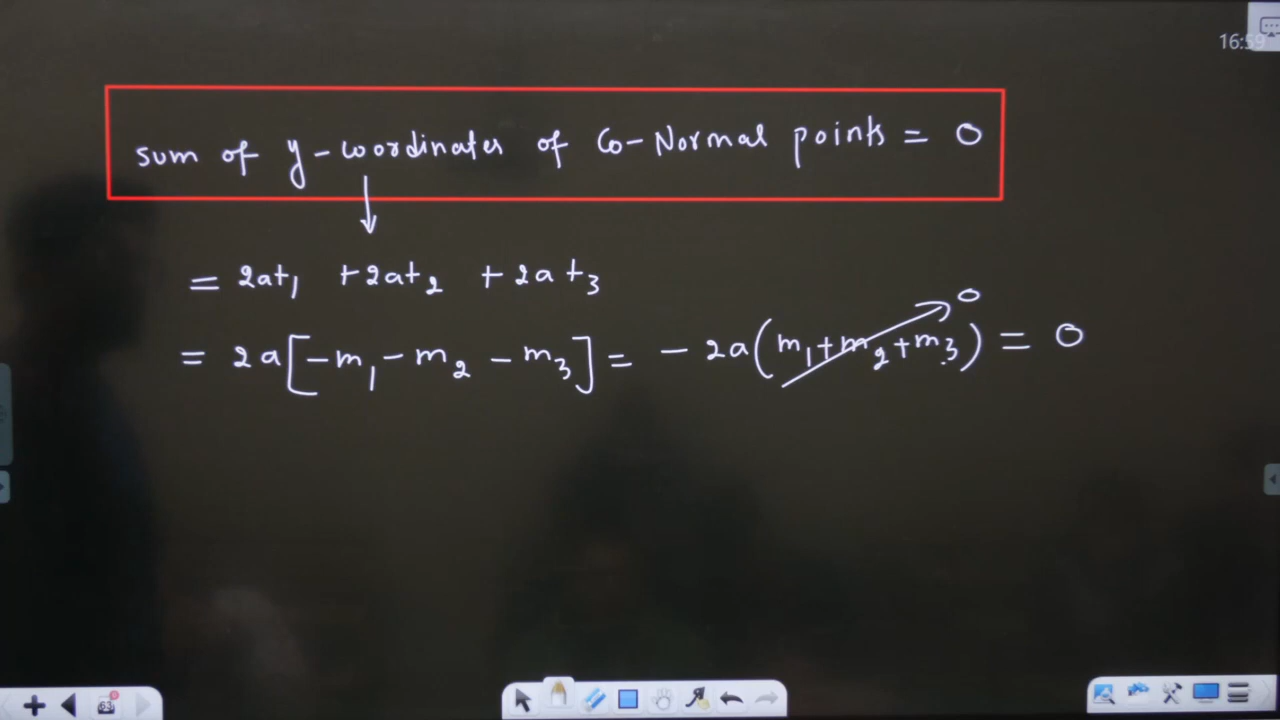 16:59
sum of y-coordinates of Co-Normal points = 0
= 2at₁ + 2at₂ + 2at₃
= 2a[-m₁ - m₂ - m₃] = - 2a(m₁+m₂+m₃) = 0
0
63